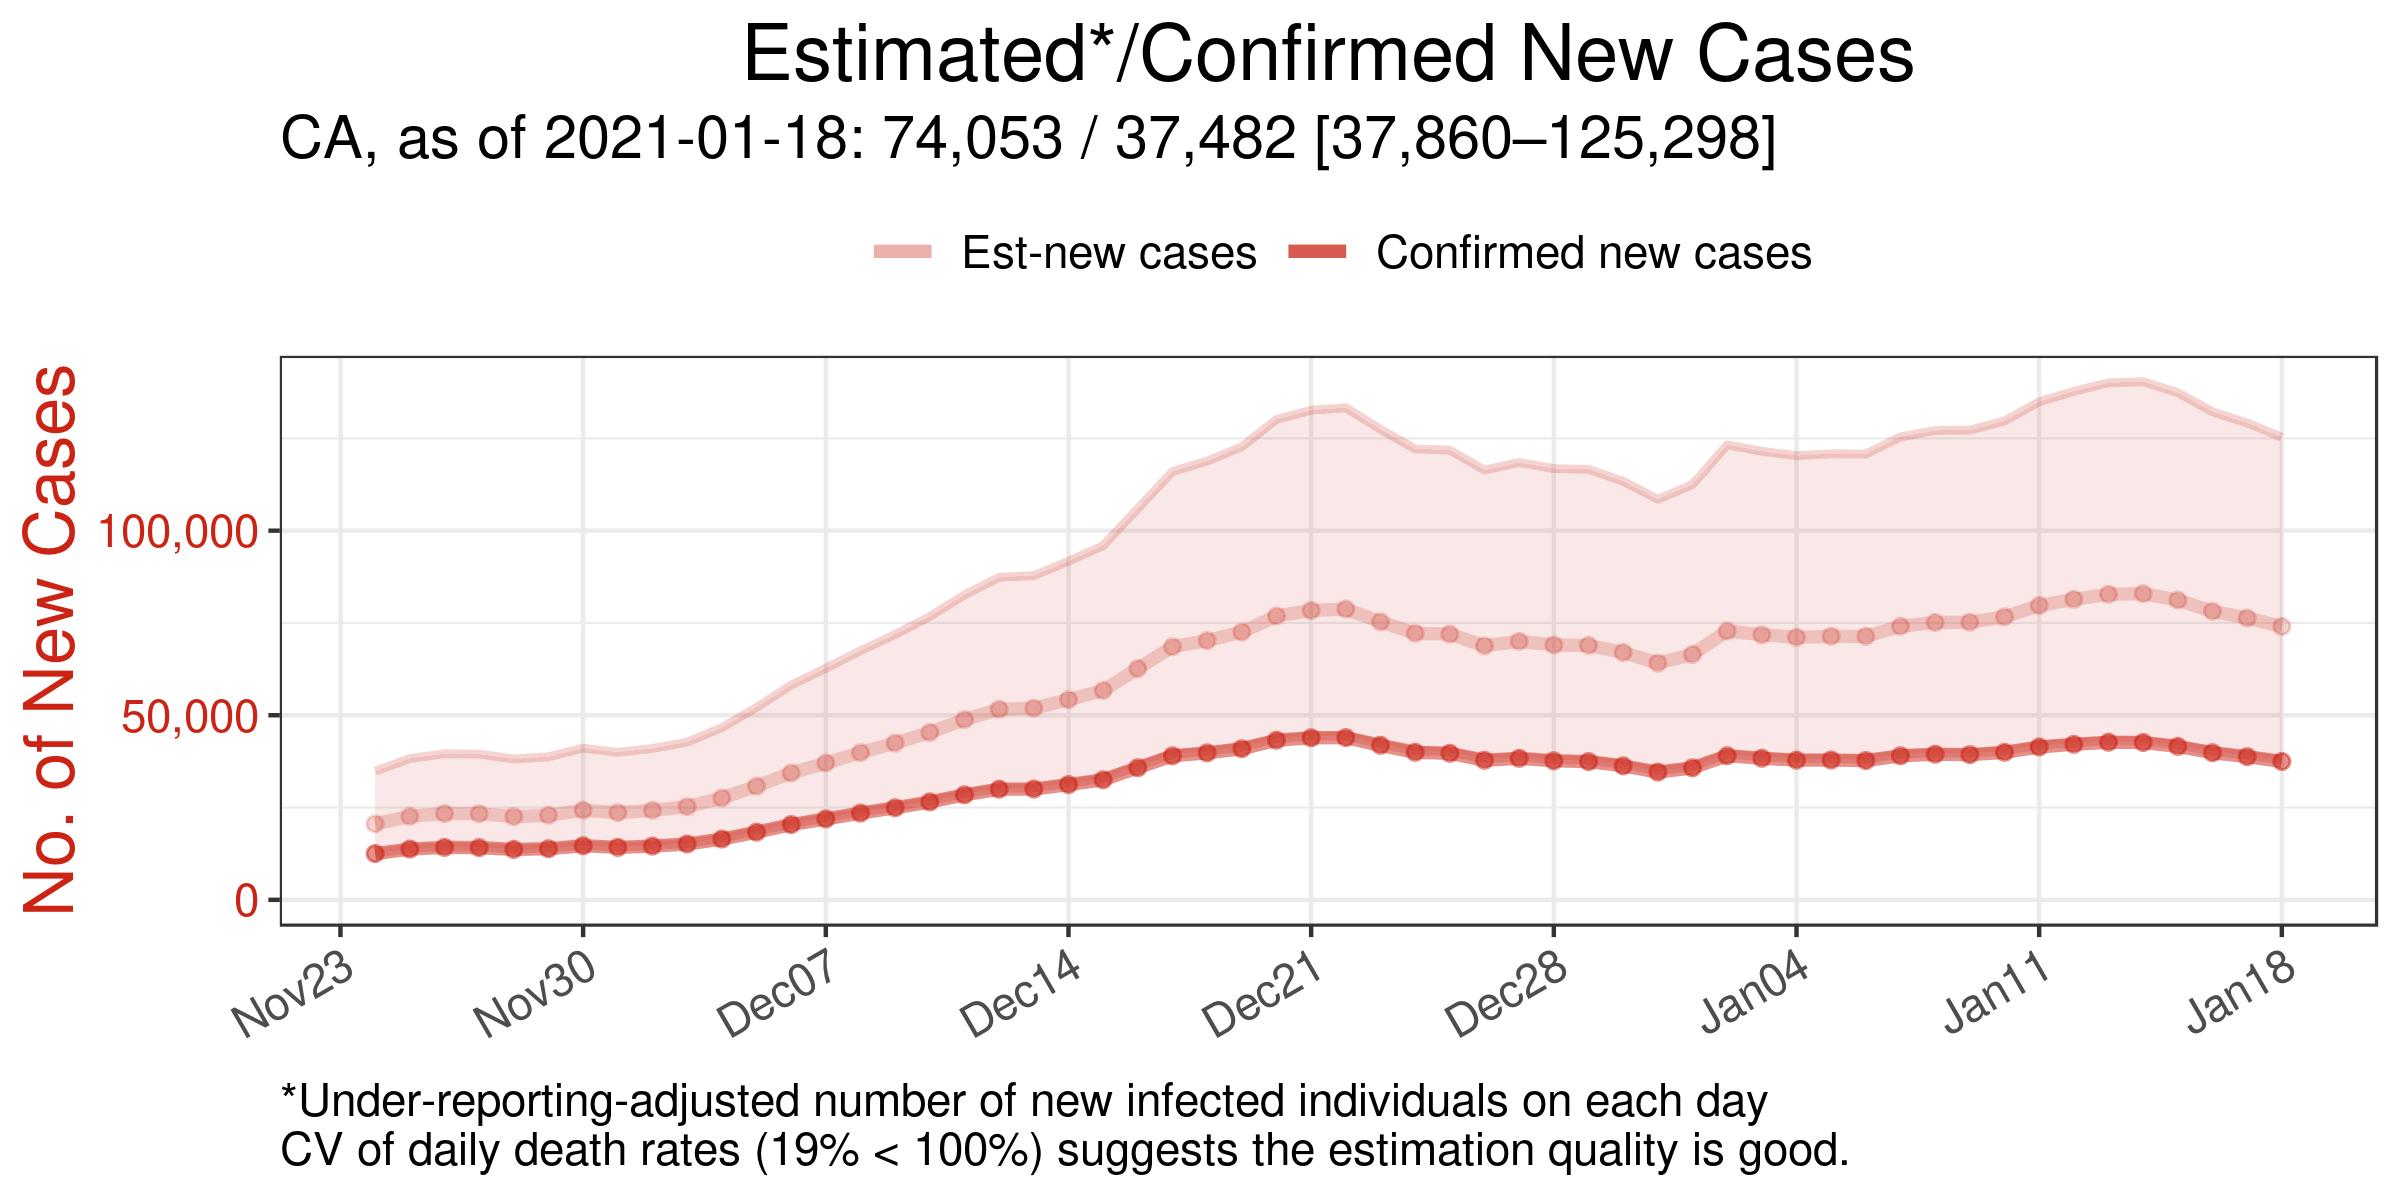 Estimated*/Confirmed New Cases
CA, as of 2021-01-18: 74,053 / 37,482 [37,860–125,298]
Est-new cases Confirmed new cases
No. of New Cases
100,000
50,000
0
Nov23 Nov30 Dec07 Dec14 Dec21 Dec28 Jan04 Jan11 Jan18
*Under-reporting-adjusted number of new infected individuals on each day
CV of daily death rates (19% < 100%) suggests the estimation quality is good.